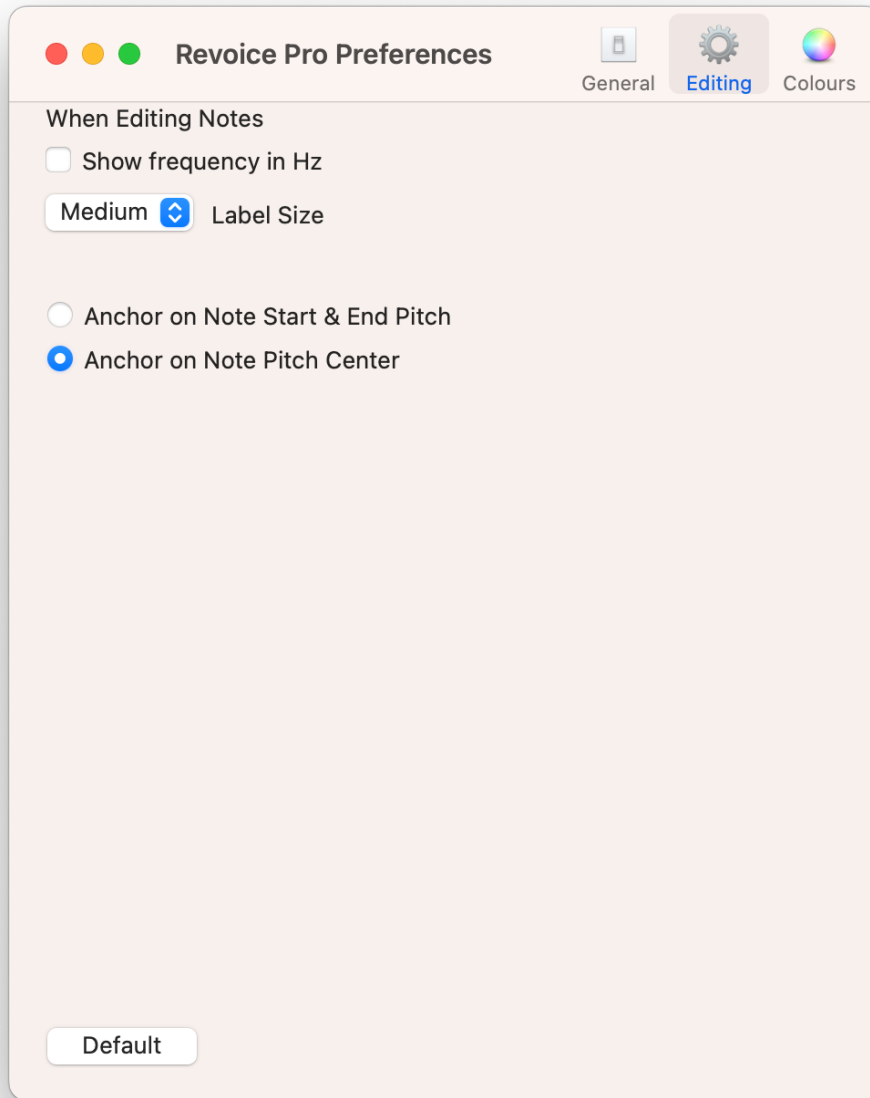 Revoice Pro Preferences
General
Editing
Colours
When Editing Notes
Show frequency in Hz
Medium Label Size
Anchor on Note Start & End Pitch
Anchor on Note Pitch Center
Default